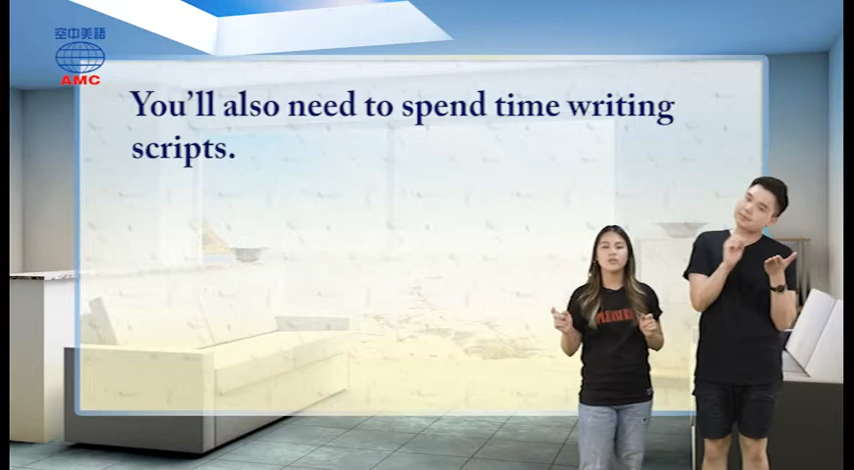 空中美語
AMC
You'll also need to spend time writing
scripts.